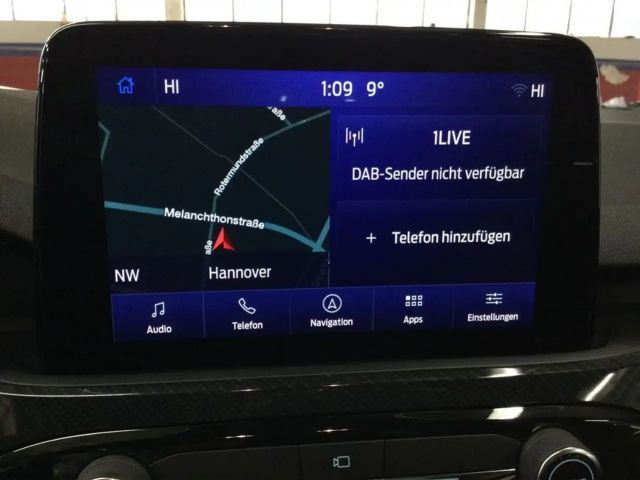 HI 1:09 9° HI
aße
Rotermundstraße
Melanchthonstraße
aße
NW Hannover
1LIVE
DAB-Sender nicht verfügbar
+ Telefon hinzufügen
Audio Telefon Navigation Apps Einstellungen